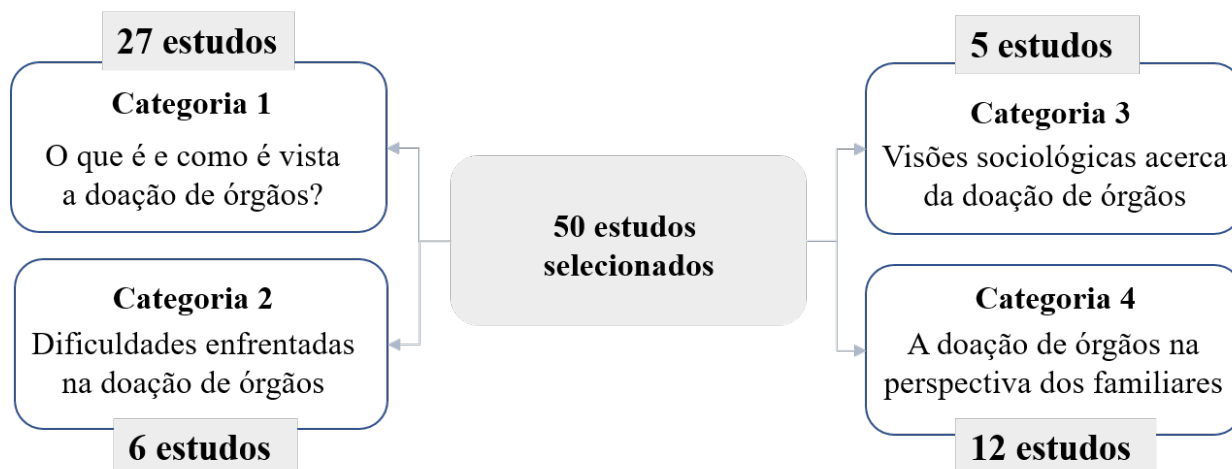 27 estudos
Categoria 1
O que é e como é vista
a doação de órgãos?
Categoria 2
Dificuldades enfrentadas
na doação de órgãos
6 estudos
50 estudos
selecionados
5 estudos
Categoria 3
Visões sociológicas acerca
da doação de órgãos
Categoria 4
A doação de órgãos na
perspectiva dos familiares
12 estudos